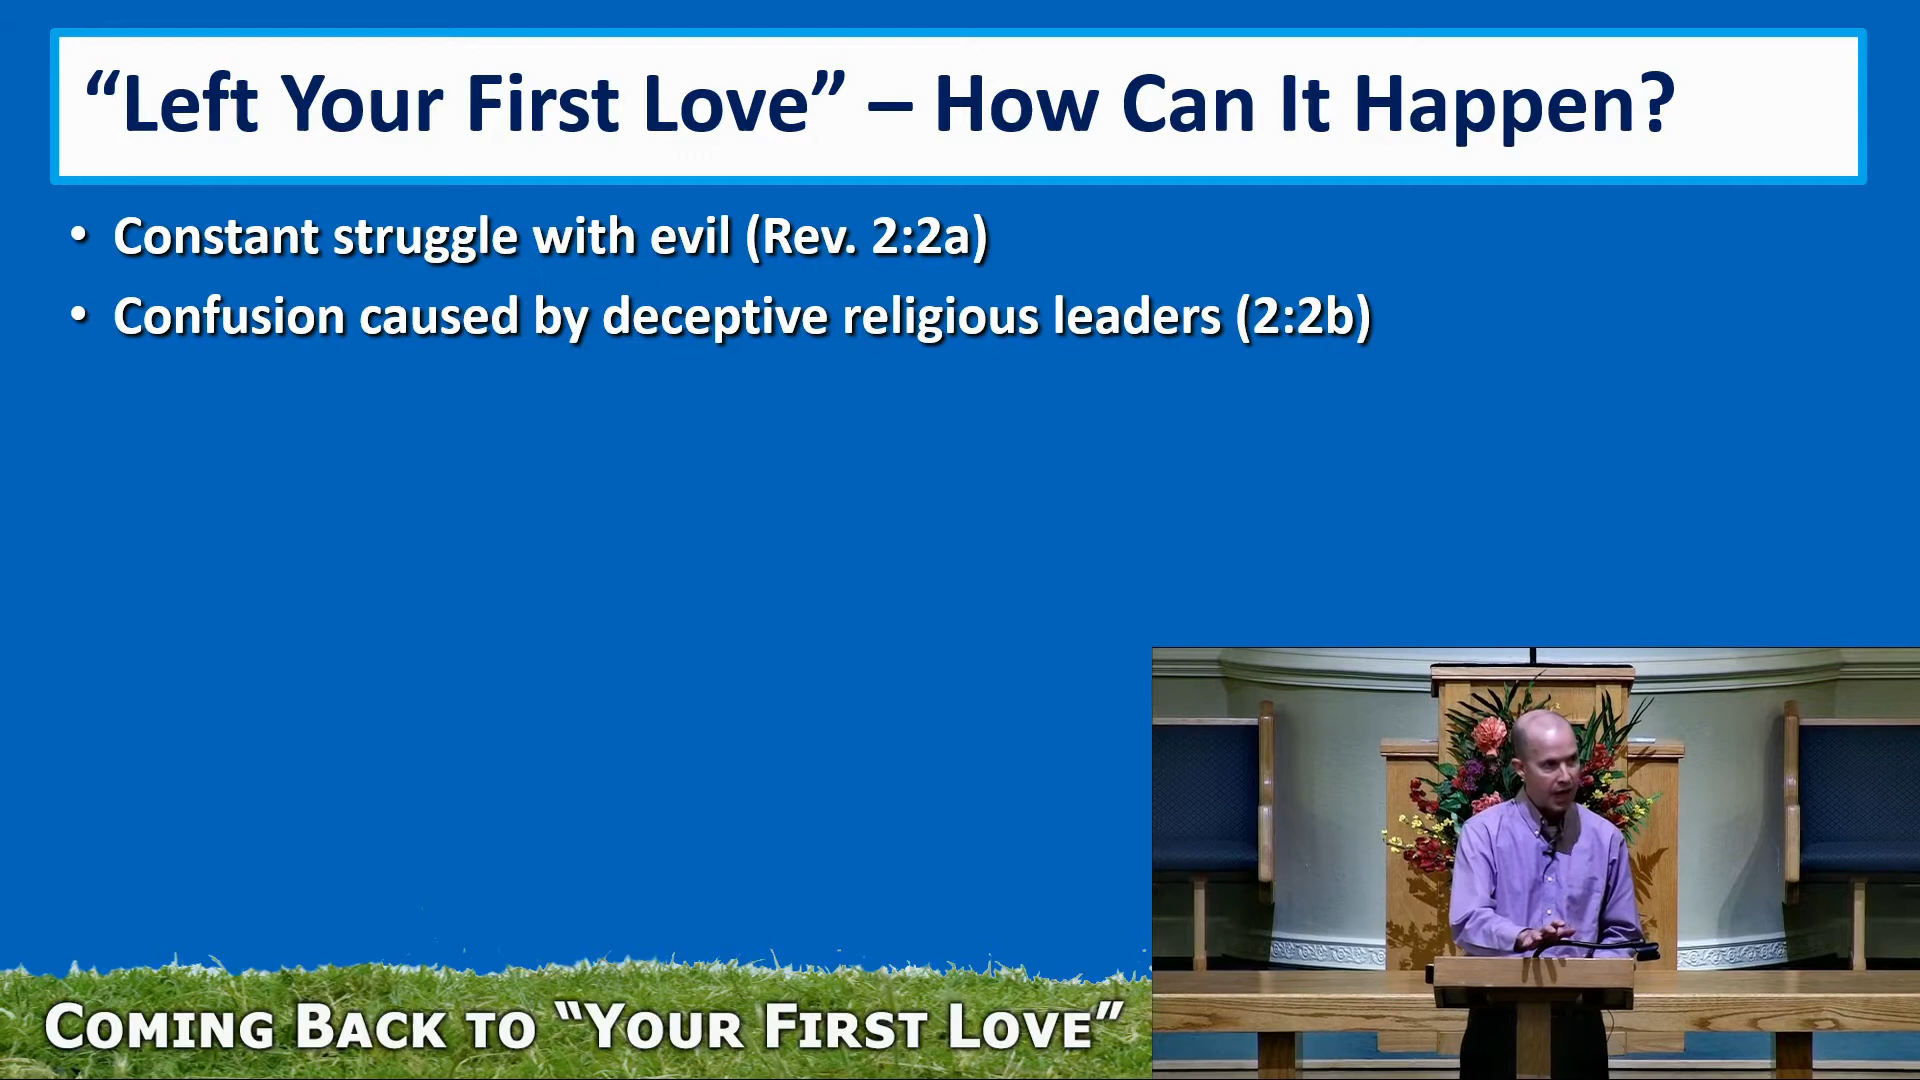 “Left Your First Love” – How Can It Happen?
• Constant struggle with evil (Rev. 2:2a)
• Confusion caused by deceptive religious leaders (2:2b)
Coming Back to “Your First Love”